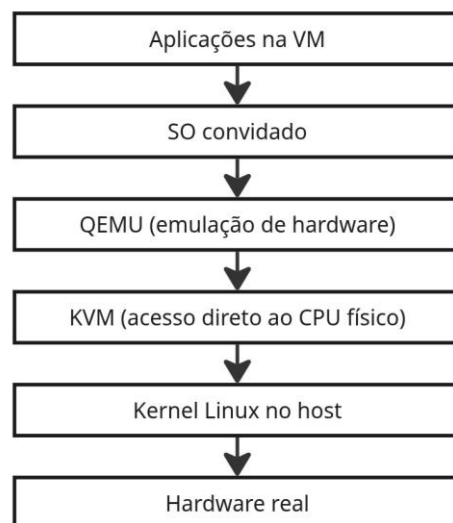 Aplicações na VM
SO convidado
QEMU (emulação de hardware)
KVM (acesso direto ao CPU físico)
Kernel Linux no host
Hardware real